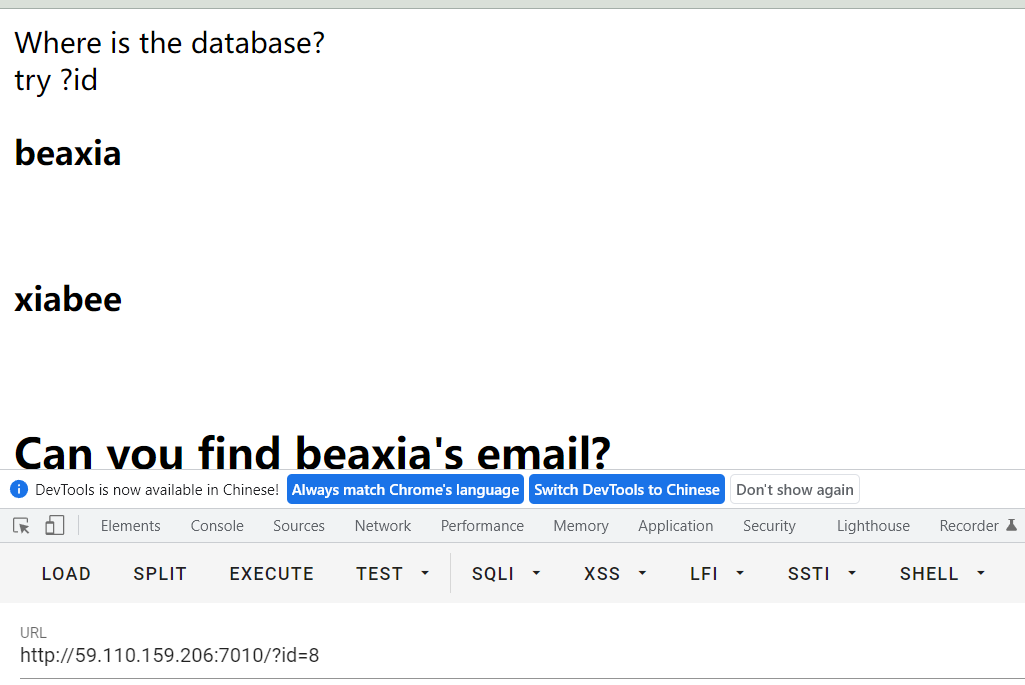 Where is the database?
try ?id
beaxia
xiabee
Can you find beaxia's email?
DevTools is now available in Chinese! Always match Chrome's language Switch DevTools to Chinese Don't show again
Elements Console Sources Network Performance Memory Application Security Lighthouse Recorder
LOAD SPLIT EXECUTE TEST SQLI XSS LFI SSTI SHELL
URL
http://59.110.159.206:7010/?id=8